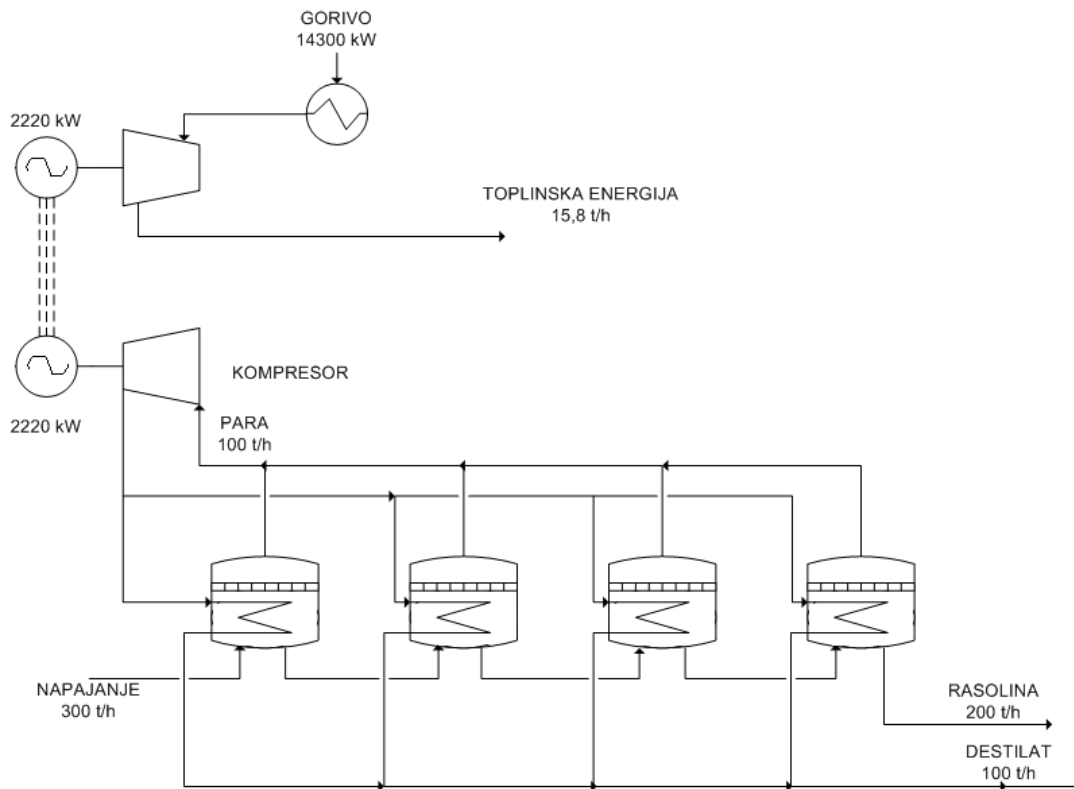 GORIVO
14300 kW
2220 kW
TOPLINSKA ENERGIJA
15,8 t/h
KOMPRESOR
2220 kW
PARA
100 t/h
NAPAJANJE
300 t/h
RASOLINA
200 t/h
DESTILAT
100 t/h